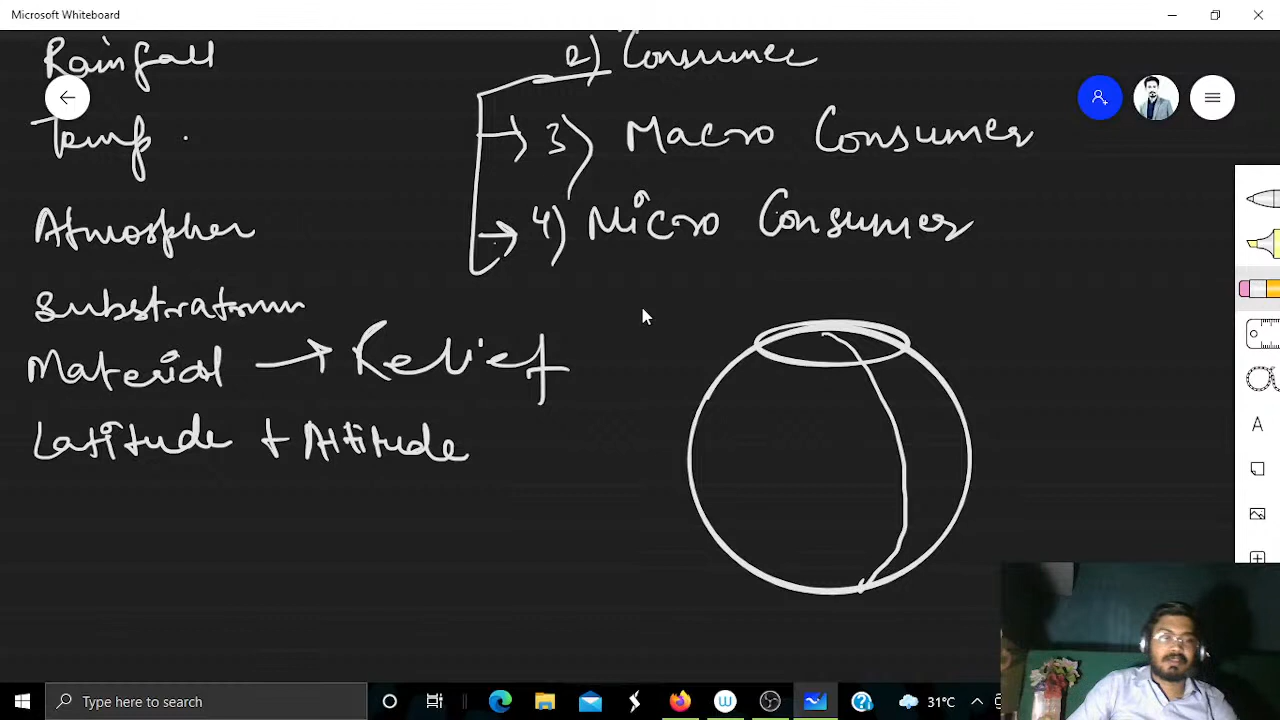 Microsoft Whiteboard
Rainfall
Temp.
Atmospher
Substratum
Material → Relief
Latitude + Altitude
2) Consumer
→ 3) Macro Consumer
→ 4) Micro Consumer
A
Type here to search
31°C